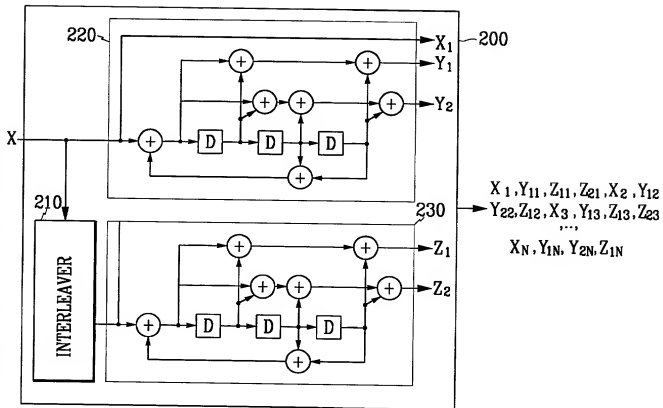 220
X1
200
Y1
Y2
X
D D D
210
230
INTERLEAVER
Z1
Z2
D D D
X1,Y11,Z11,Z21,X2,Y12
Y22,Z12,X3,Y13,Z13,Z23
,..,
XN,Y1N,Y2N,Z1N